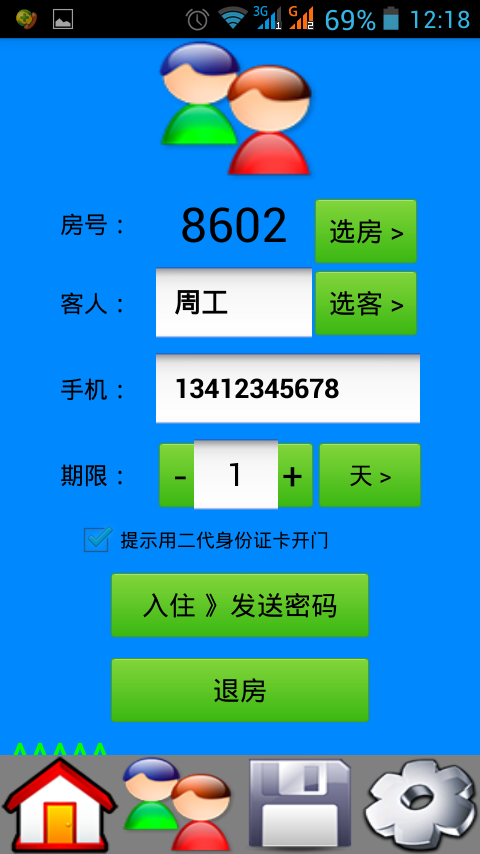 3G 1 G 2 69% 12:18
房号： 8602 选房 >
客人： 周工 选客 >
手机： 13412345678
期限： - 1 + 天 >
提示用二代身份证卡开门
入住 》发送密码
退房